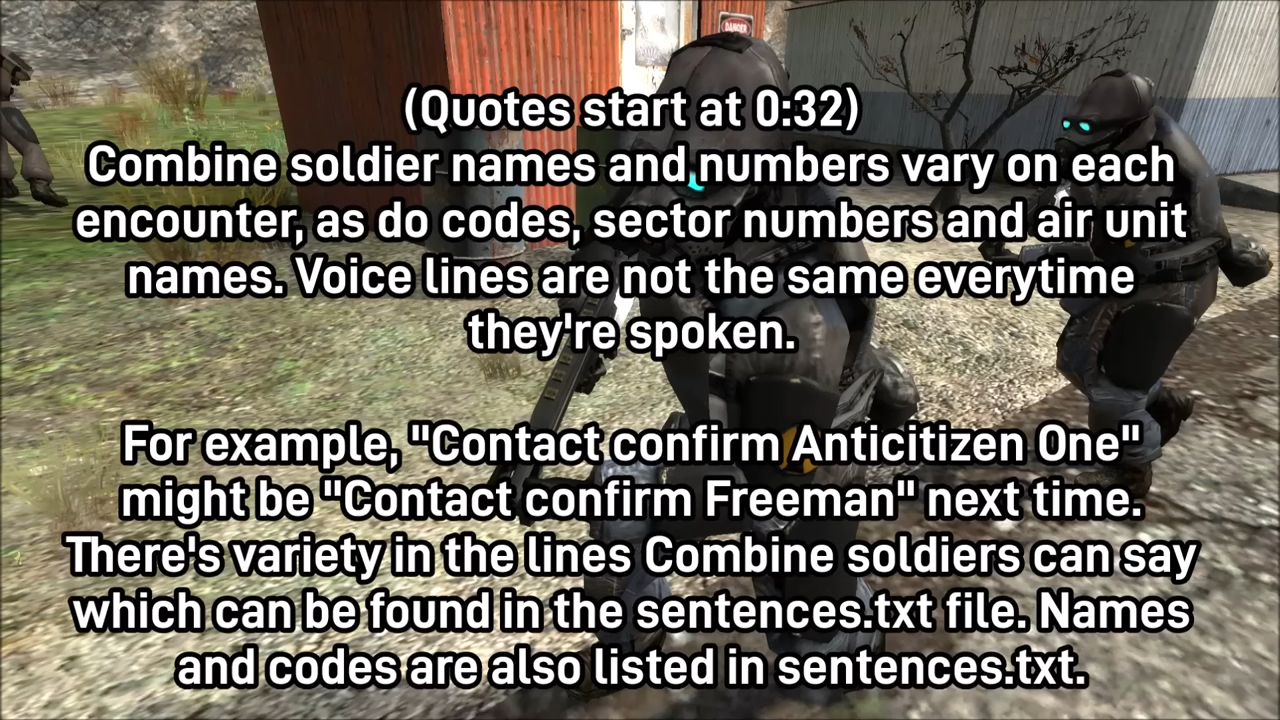 DANGER
(Quotes start at 0:32)
Combine soldier names and numbers vary on each
encounter, as do codes, sector numbers and air unit
names. Voice lines are not the same everytime
they're spoken.
For example, "Contact confirm Anticitizen One"
might be "Contact confirm Freeman" next time.
There's variety in the lines Combine soldiers can say
which can be found in the sentences.txt file. Names
and codes are also listed in sentences.txt.